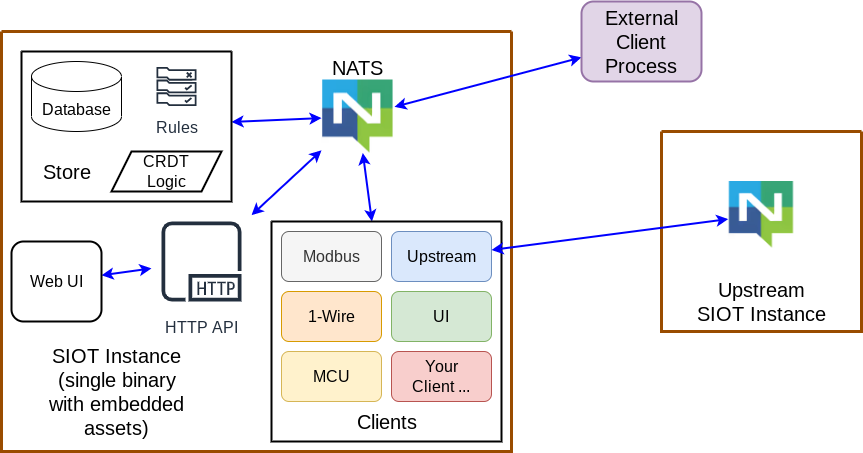 External
Client
Process
NATS
Database
Rules
Store
CRDT
Logic
Web UI
HTTP
HTTP API
SIOT Instance
(single binary
with embedded
assets)
Modbus
Upstream
1-Wire
UI
MCU
Your
Client ...
Clients
N
N
Upstream
SIOT Instance